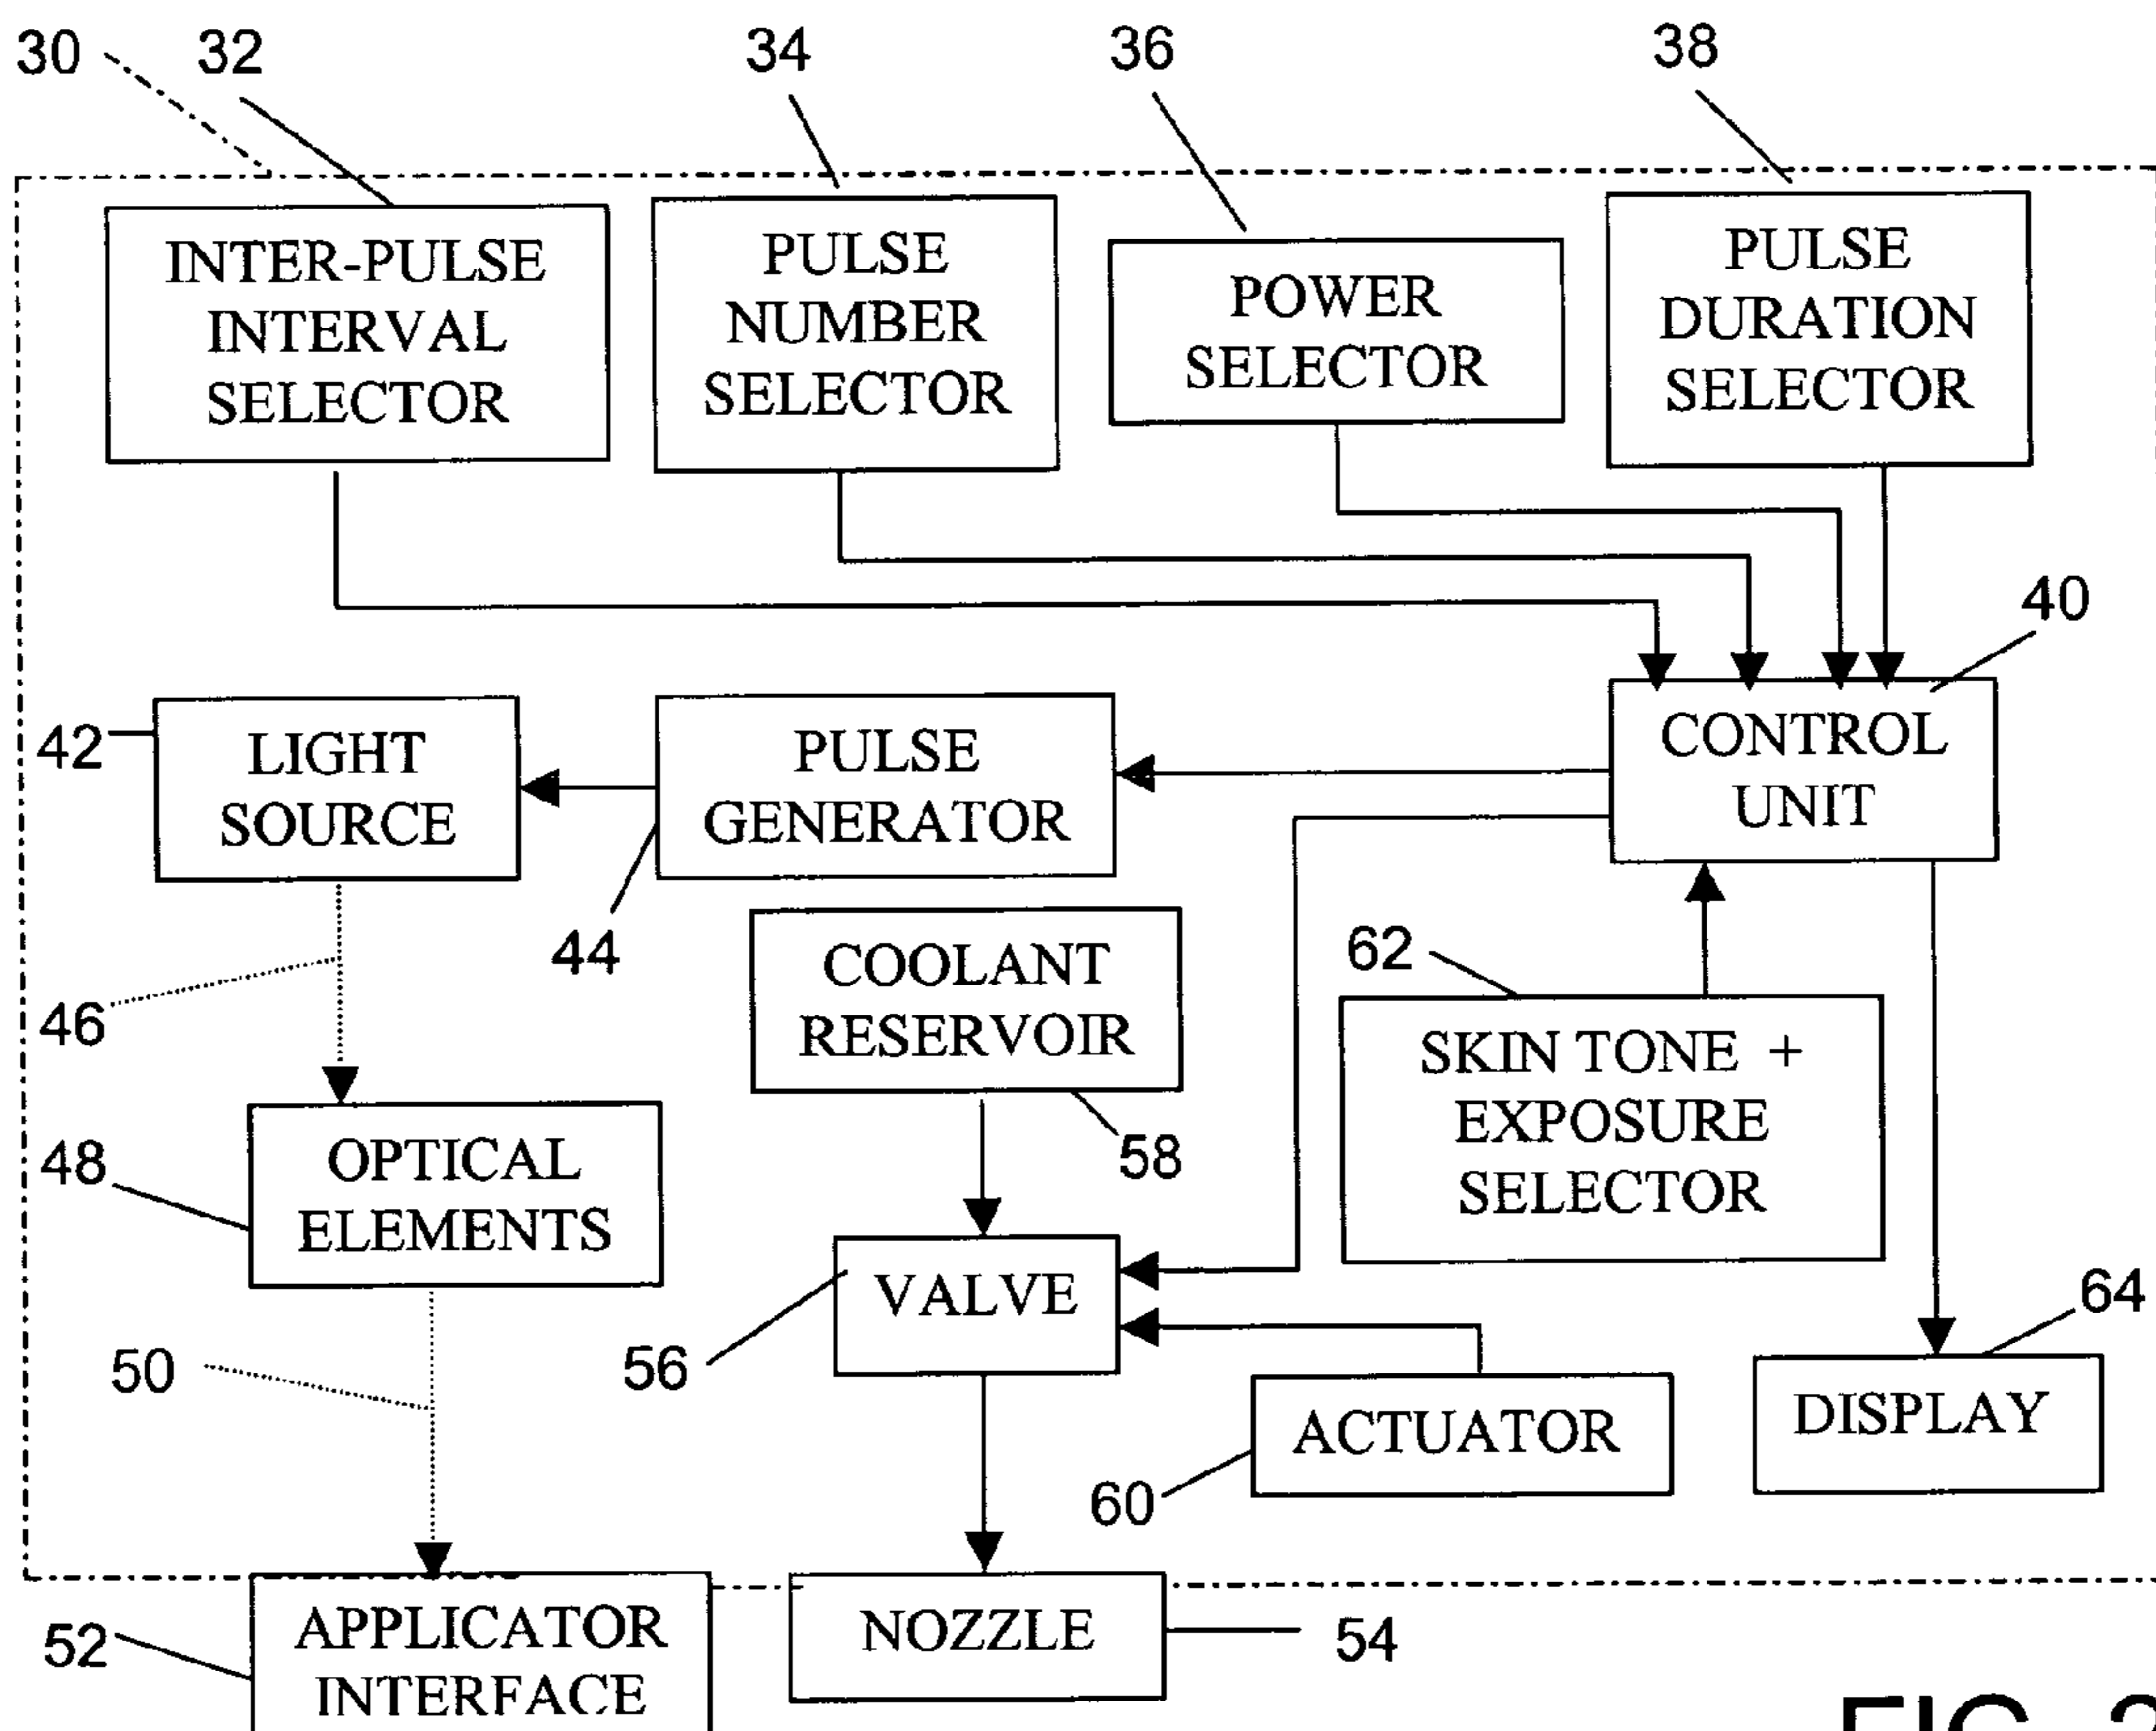 30
32
34
36
38
INTER-PULSE
INTERVAL
SELECTOR
PULSE
NUMBER
SELECTOR
POWER
SELECTOR
PULSE
DURATION
SELECTOR
40
42
LIGHT
SOURCE
PULSE
GENERATOR
CONTROL
UNIT
44
46
COOLANT
RESERVOIR
62
SKIN TONE +
EXPOSURE
SELECTOR
48
OPTICAL
ELEMENTS
58
VALVE
64
50
56
ACTUATOR
DISPLAY
60
52
APPLICATOR
INTERFACE
NOZZLE
54
FIG.